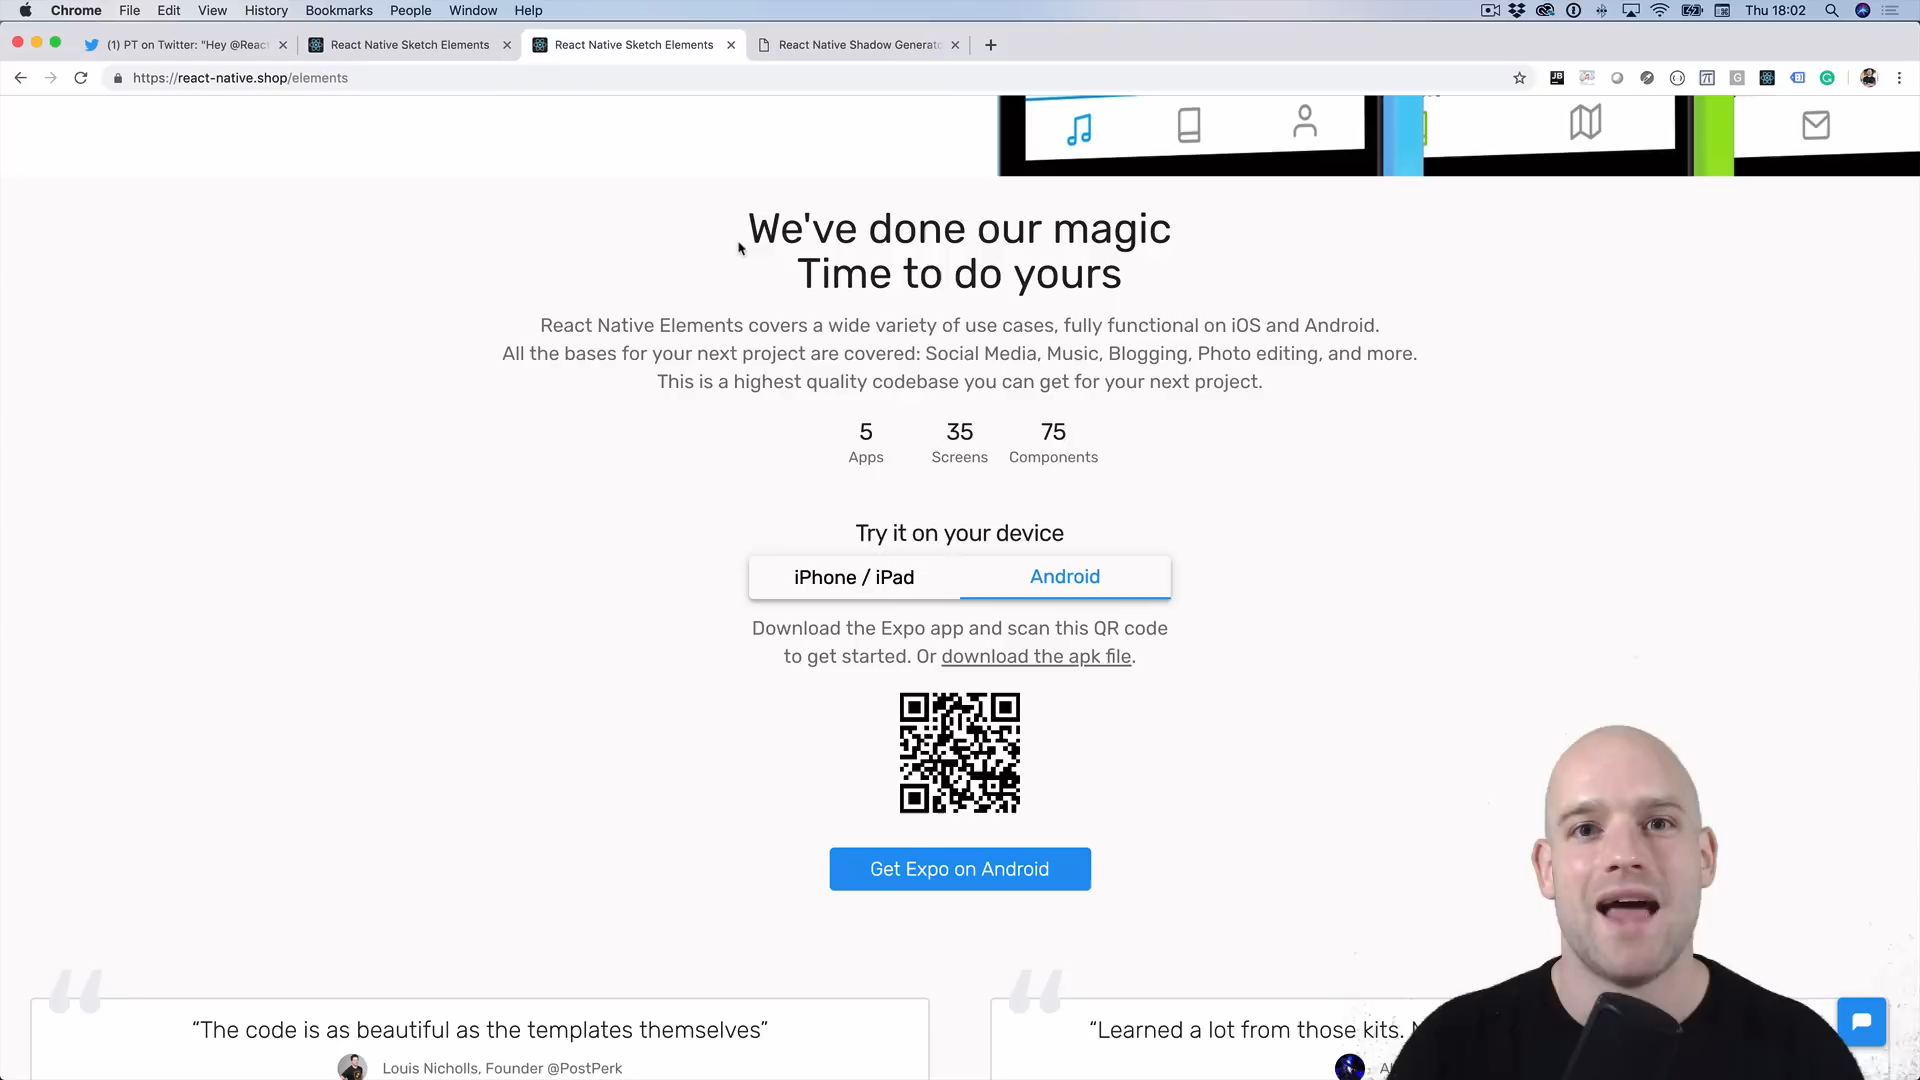 Chrome File Edit View History Bookmarks People Window Help
Thu 18:02
(1) PT on Twitter: "Hey @Reac
React Native Sketch Elements
React Native Sketch Elements
React Native Shadow Generato
https://react-native.shop/elements
We've done our magic
Time to do yours
React Native Elements covers a wide variety of use cases, fully functional on iOS and Android.
All the bases for your next project are covered: Social Media, Music, Blogging, Photo editing, and more.
This is a highest quality codebase you can get for your next project.
5 35 75
Apps Screens Components
Try it on your device
iPhone / iPad Android
Download the Expo app and scan this QR code
to get started. Or download the apk file.
Get Expo on Android
“The code is as beautiful as the templates themselves”
Louis Nicholls, Founder @PostPerk
“Learned a lot from those kits.